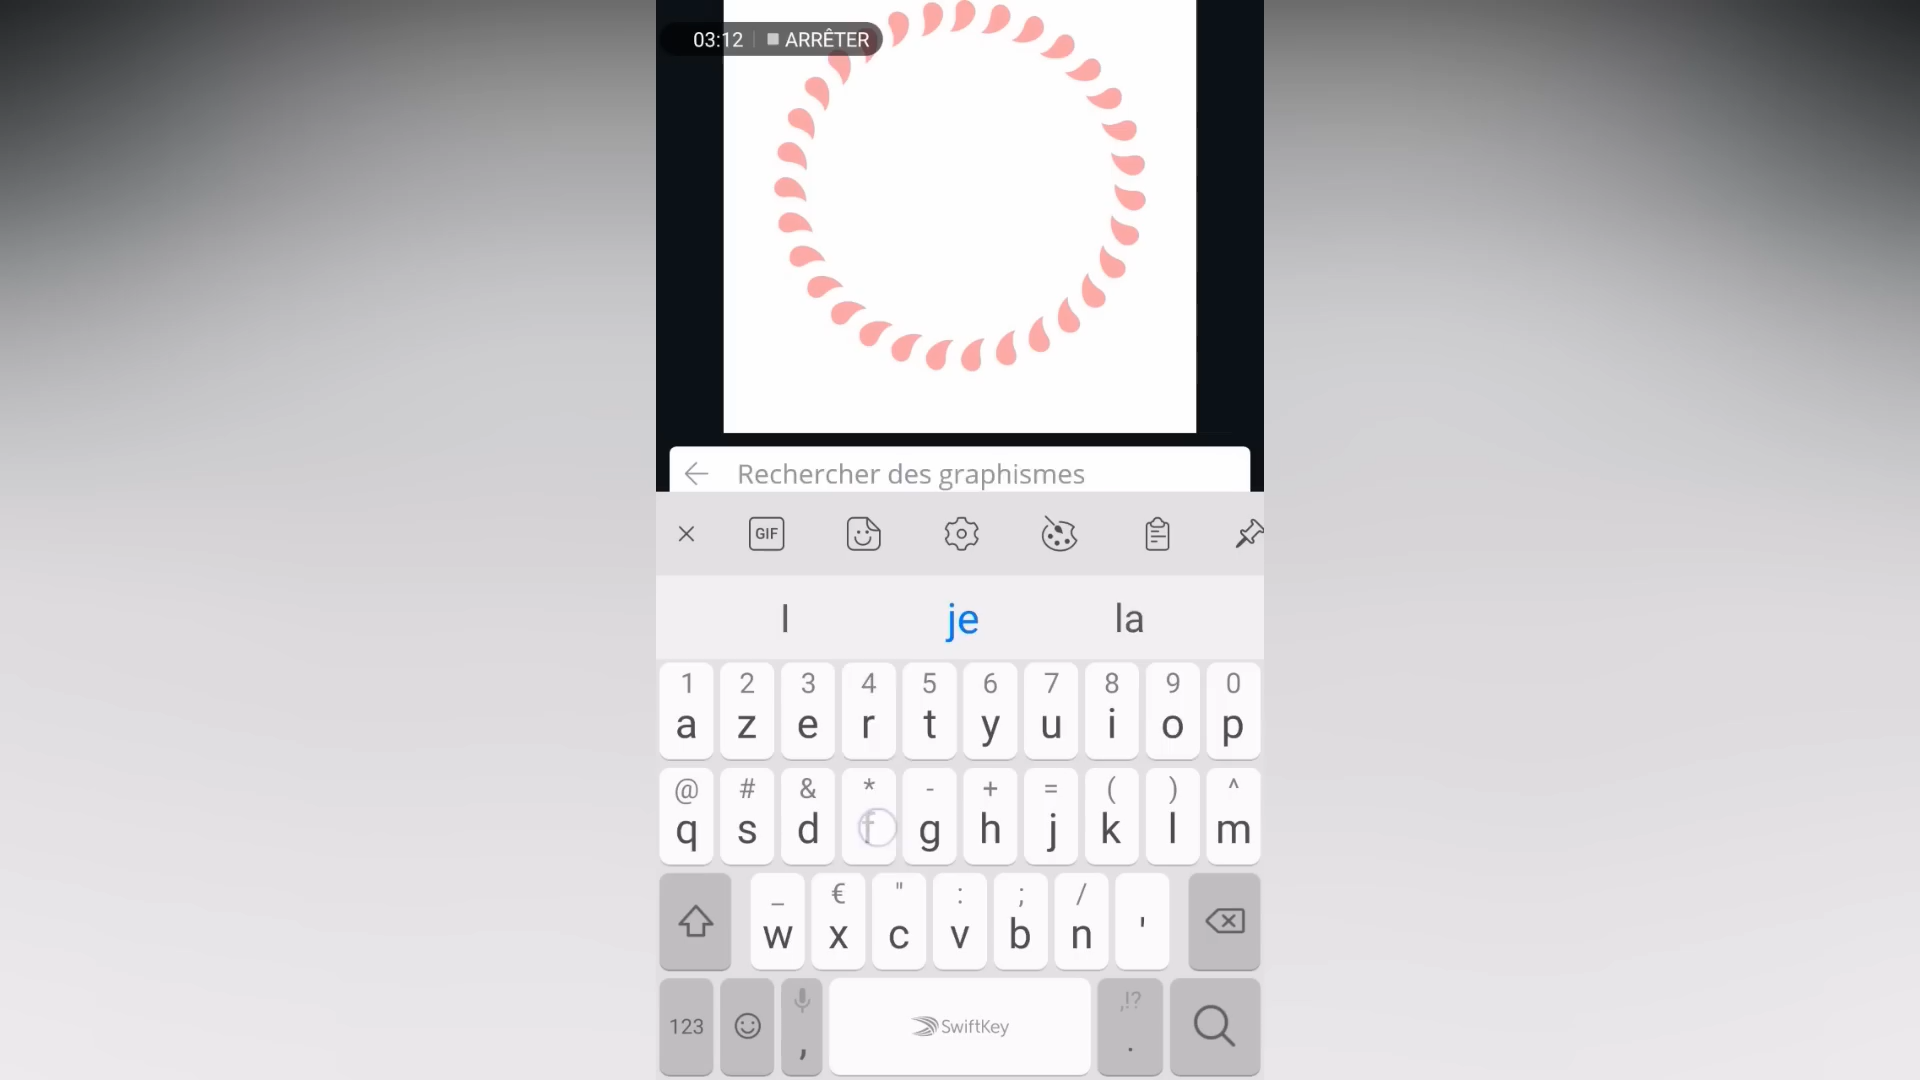 03:12 ARRÊTER
Rechercher des graphismes
GIF
l je la
1 2 3 4 5 6 7 8 9 0
a z e r t y u i o p
@ # & * - + = ( ) ^
q s d f g h j k l m
_ € " : ; /
w x c v b n '
,!?
123 , SwiftKey .